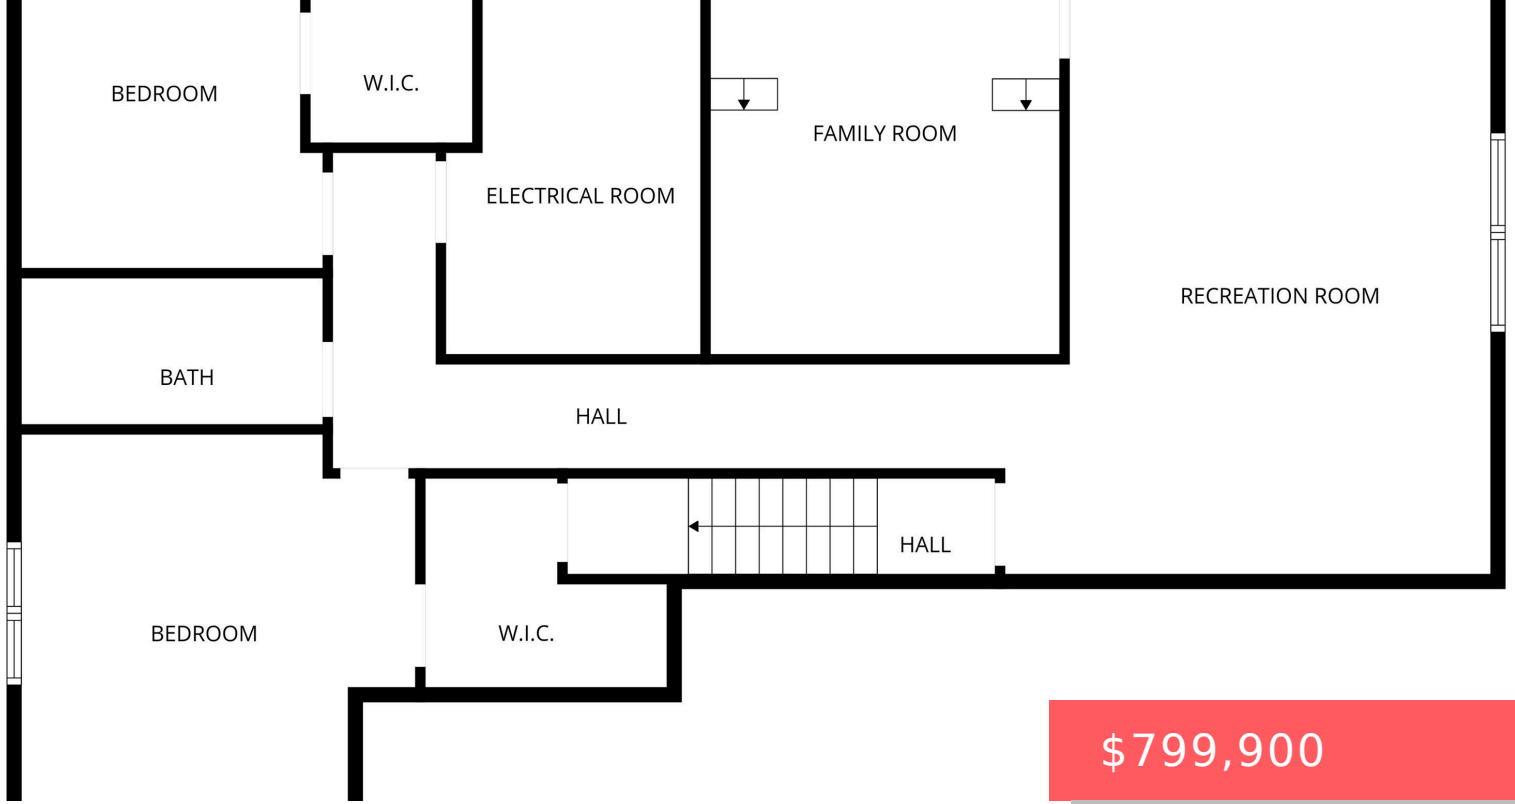 W.I.C.
BEDROOM
FAMILY ROOM
ELECTRICAL ROOM
RECREATION ROOM
BATH
HALL
HALL
BEDROOM
W.I.C.
$799,900